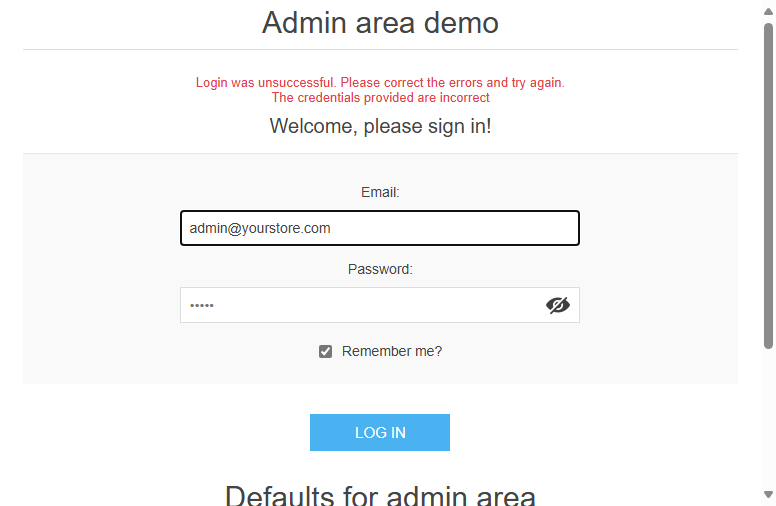 Admin area demo
Login was unsuccessful. Please correct the errors and try again.
The credentials provided are incorrect
Welcome, please sign in!
Email:
admin@yourstore.com
Password:
•••••
Remember me?
LOG IN
Defaults for admin area